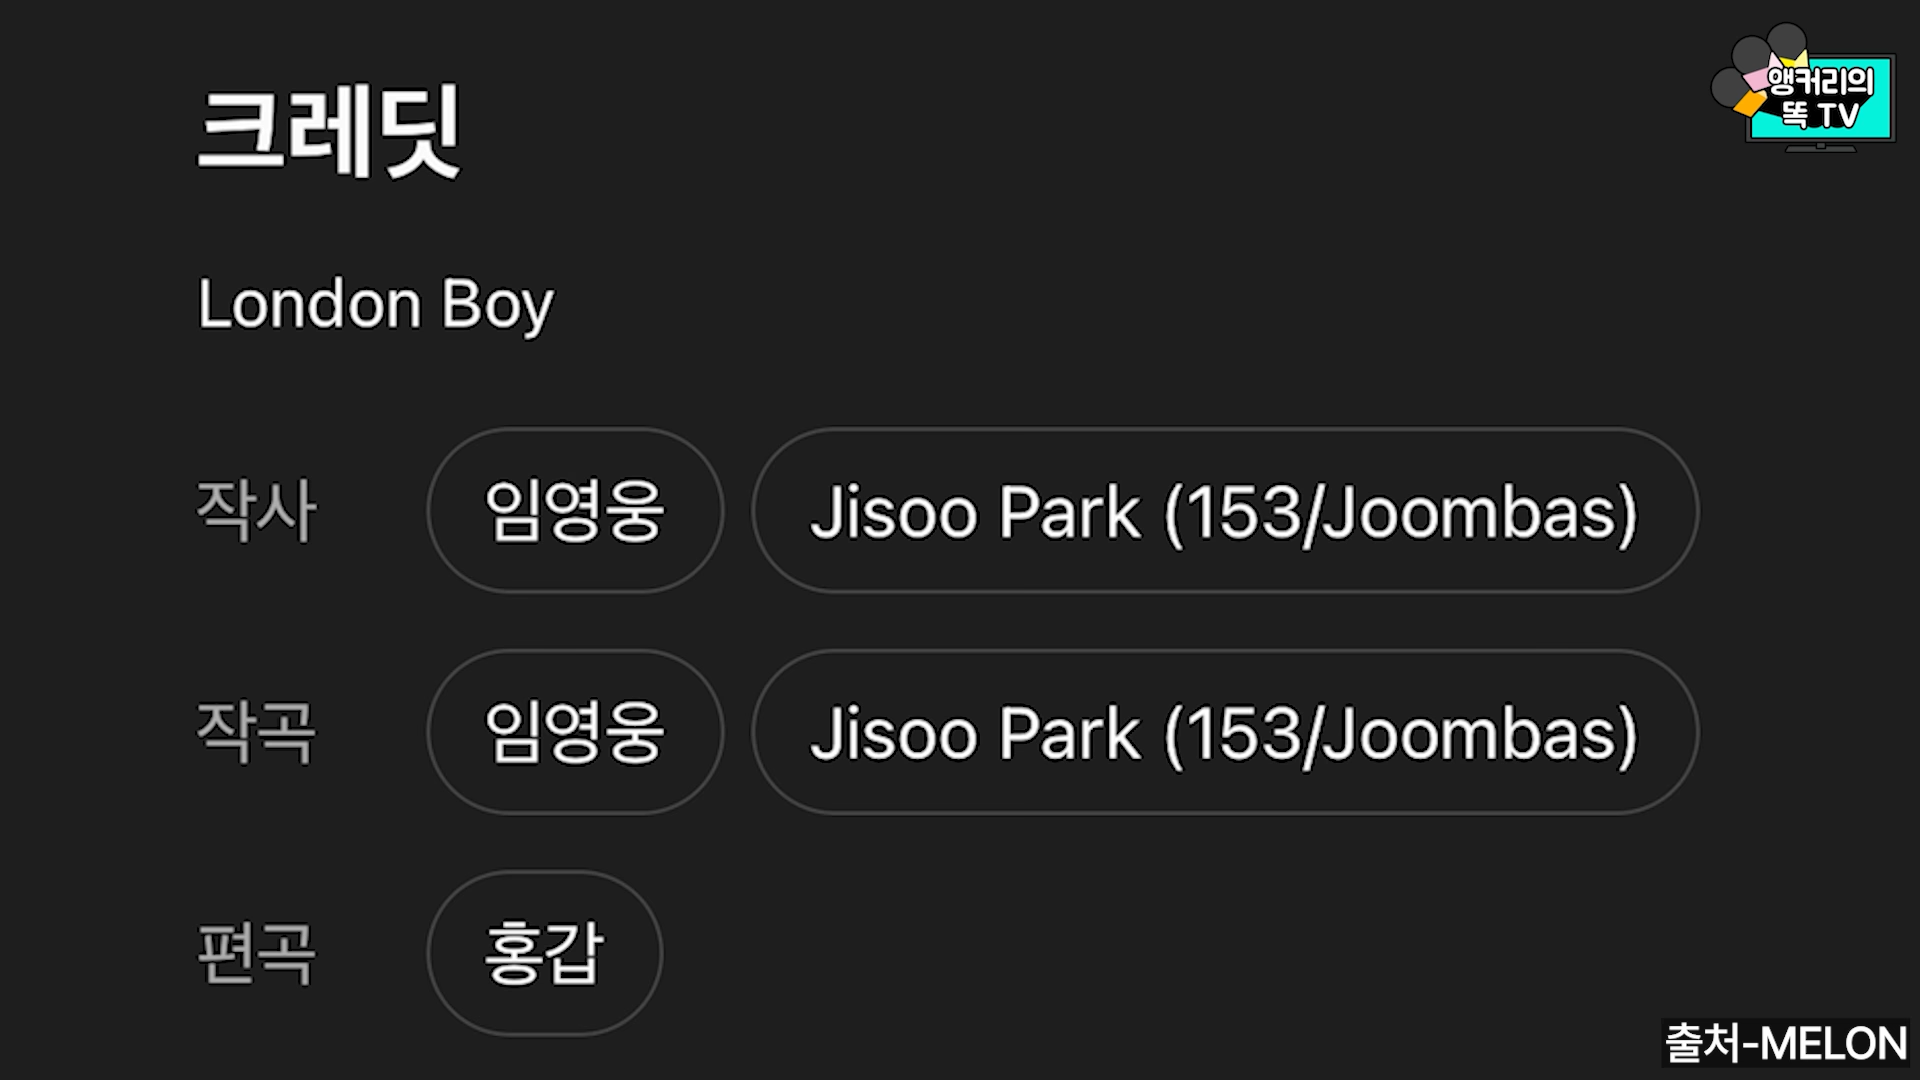 크레딧
앵커리의
똑 TV
London Boy
작사 임영웅 Jisoo Park (153/Joombas)
작곡 임영웅 Jisoo Park (153/Joombas)
편곡 홍갑
출처-MELON